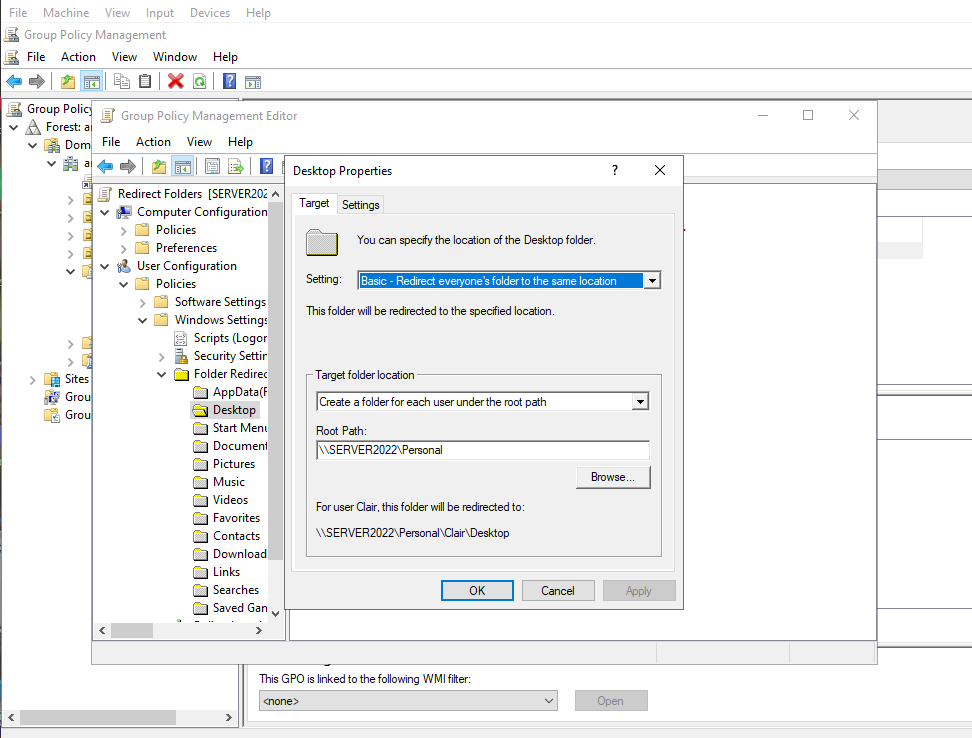 File Machine View Input Devices Help
Group Policy Management
File Action View Window Help
Group Policy
Forest: a
Dom
a
Sites
Grou
Grou
Group Policy Management Editor
File Action View Help
Redirect Folders [SERVER202
Computer Configuration
Policies
Preferences
User Configuration
Policies
Software Settings
Windows Settings
Scripts (Logor
Security Settin
Folder Redirec
AppData(R
Desktop
Start Menu
Document
Pictures
Music
Videos
Favorites
Contacts
Download
Links
Searches
Saved Gan
Desktop Properties
Target Settings
You can specify the location of the Desktop folder.
Setting: Basic - Redirect everyone's folder to the same location
This folder will be redirected to the specified location.
Target folder location
Create a folder for each user under the root path
Root Path:
\\SERVER2022\Personal
Browse...
For user Clair, this folder will be redirected to:
\\SERVER2022\Personal\Clair\Desktop
OK Cancel Apply
This GPO is linked to the following WMI filter:
<none> Open